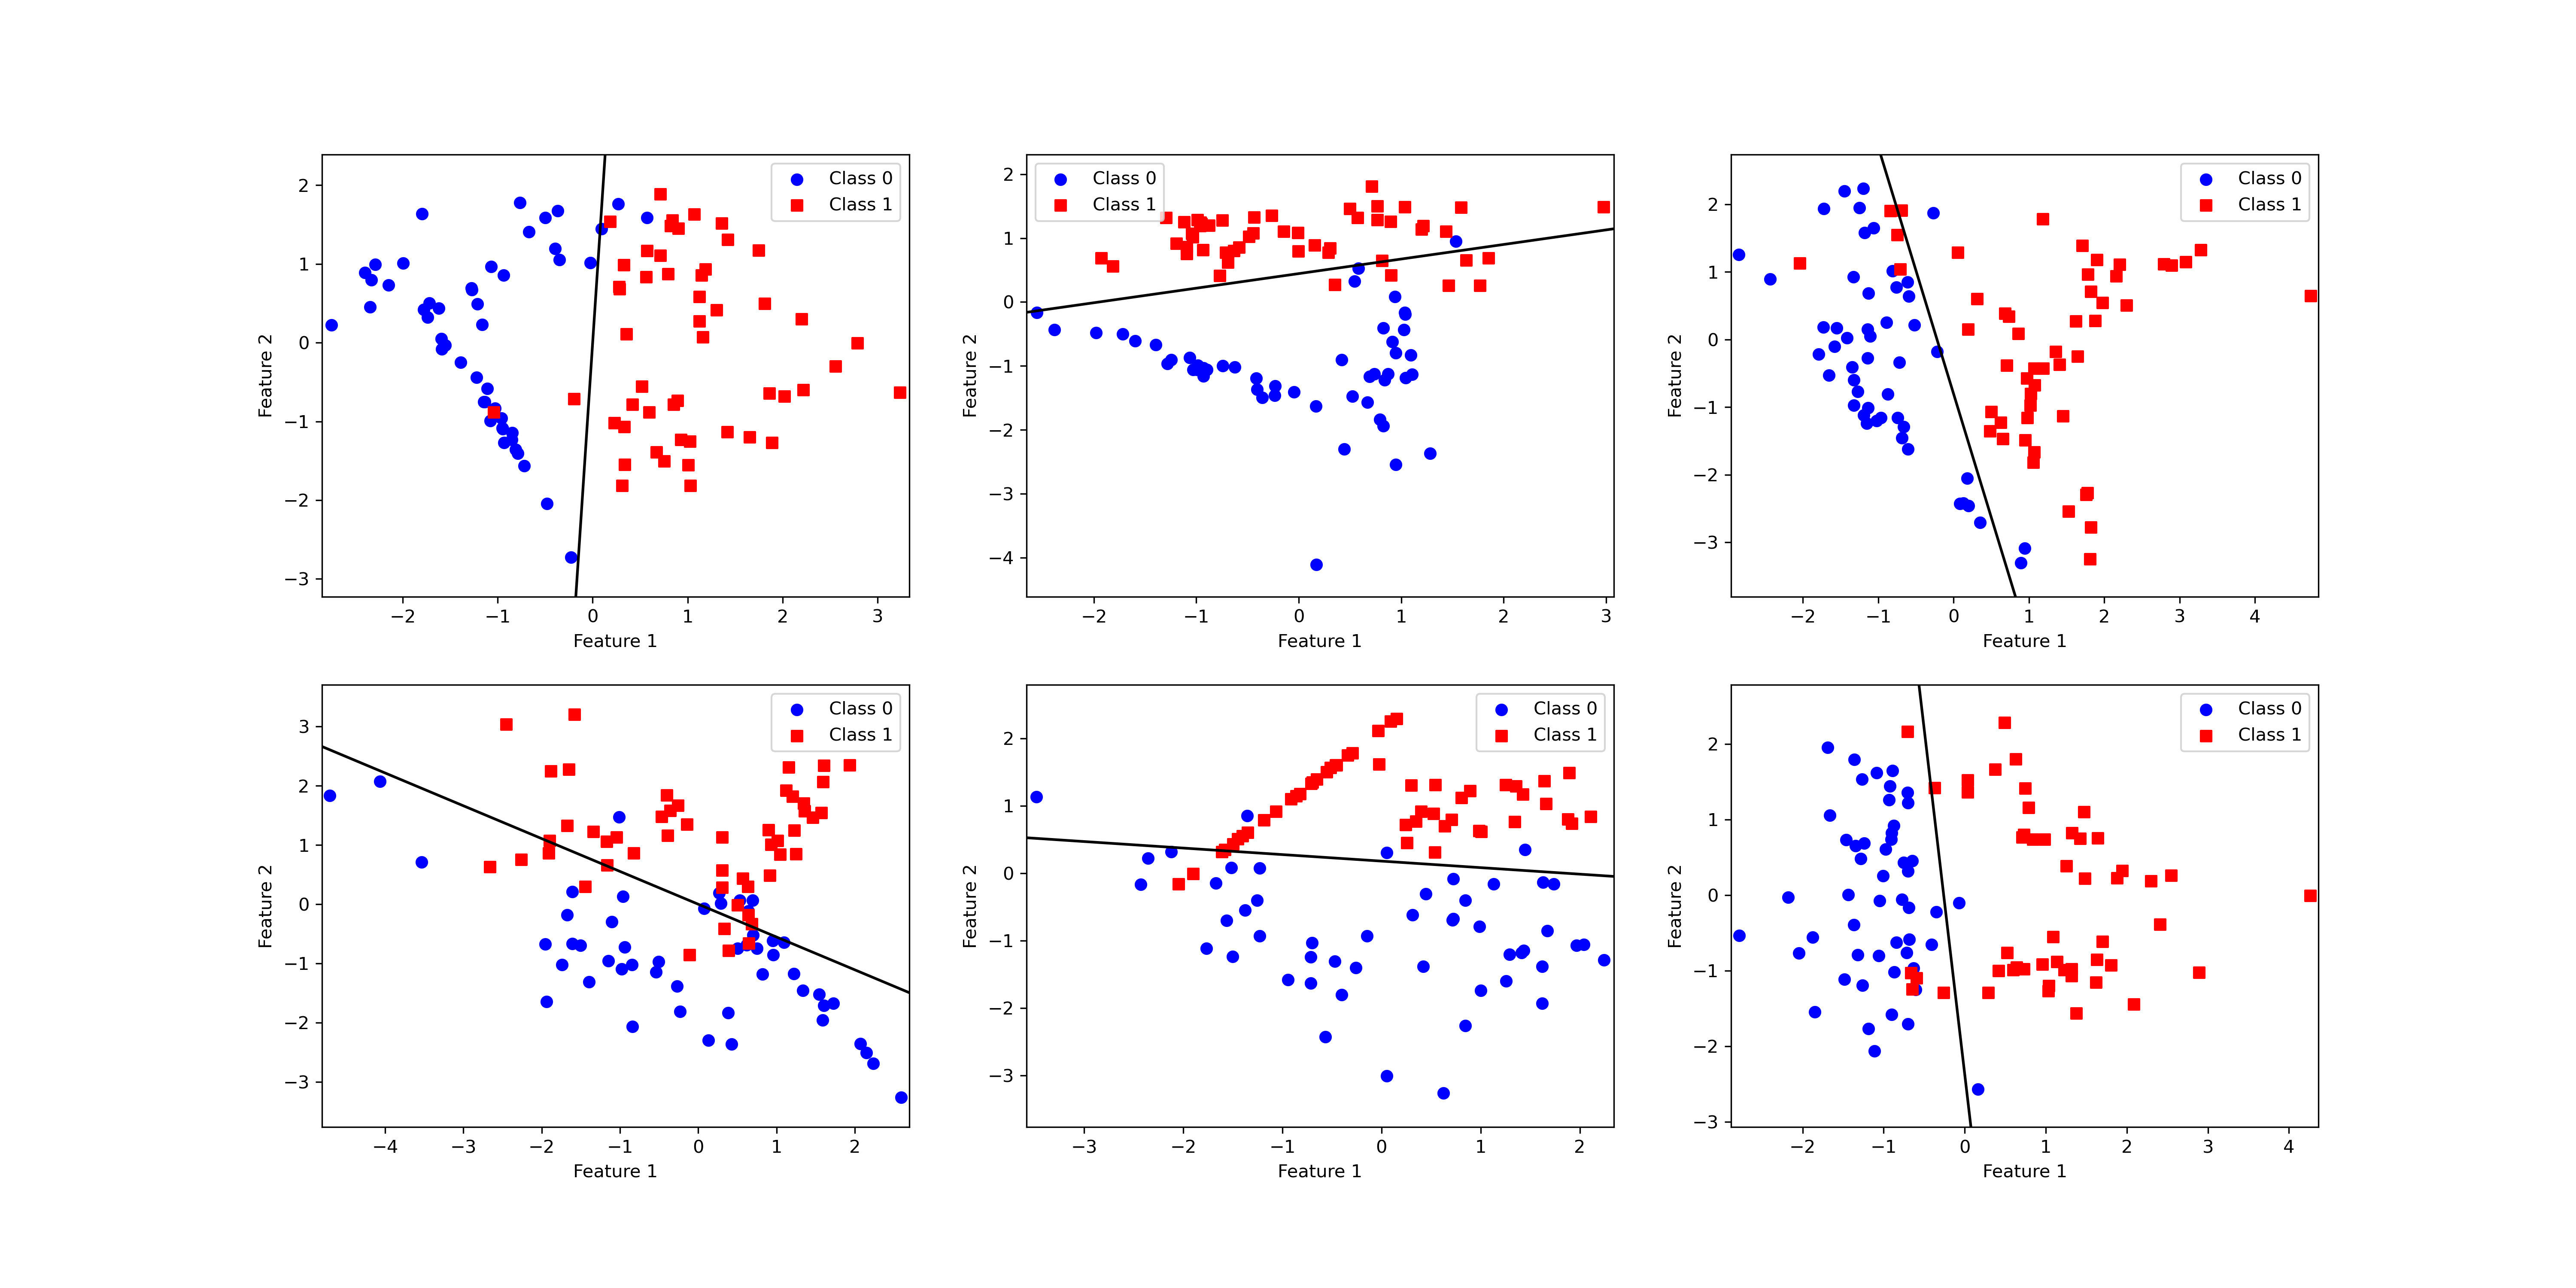 Feature 2
2
1
0
−1
−2
−3
Class 0
Class 1
−2 −1 0 1 2 3
Feature 1
Feature 2
2
1
0
−1
−2
−3
−4
Class 0
Class 1
−2 −1 0 1 2 3
Feature 1
Feature 2
2
1
0
−1
−2
−3
Class 0
Class 1
−2 −1 0 1 2 3 4
Feature 1
Feature 2
3
2
1
0
−1
−2
−3
Class 0
Class 1
−4 −3 −2 −1 0 1 2
Feature 1
Feature 2
2
1
0
−1
−2
−3
Class 0
Class 1
−3 −2 −1 0 1 2
Feature 1
Feature 2
2
1
0
−1
−2
−3
Class 0
Class 1
−2 −1 0 1 2 3 4
Feature 1